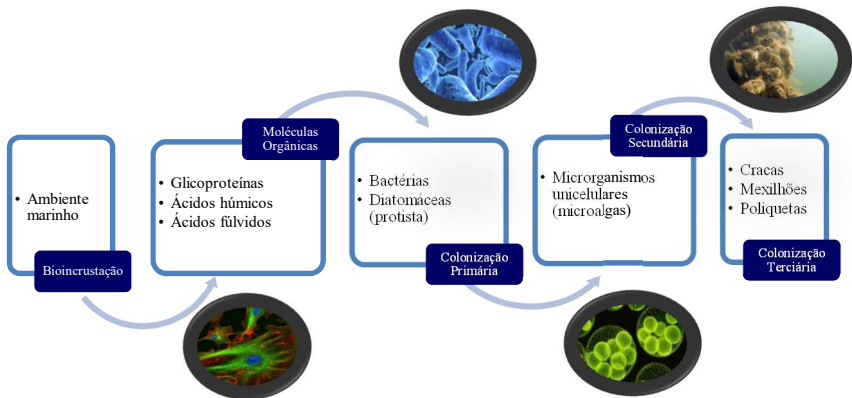 • Ambiente
marinho
Bioincrustação
Moléculas
Orgânicas
• Glicoproteínas
• Ácidos húmicos
• Ácidos fúlvidos
• Bactérias
• Diatomáceas
(protista)
Colonização
Primária
Colonização
Secundária
• Microrganismos
unicelulares
(microalgas)
• Cracas
• Mexilhões
• Poliquetas
Colonização
Terciária